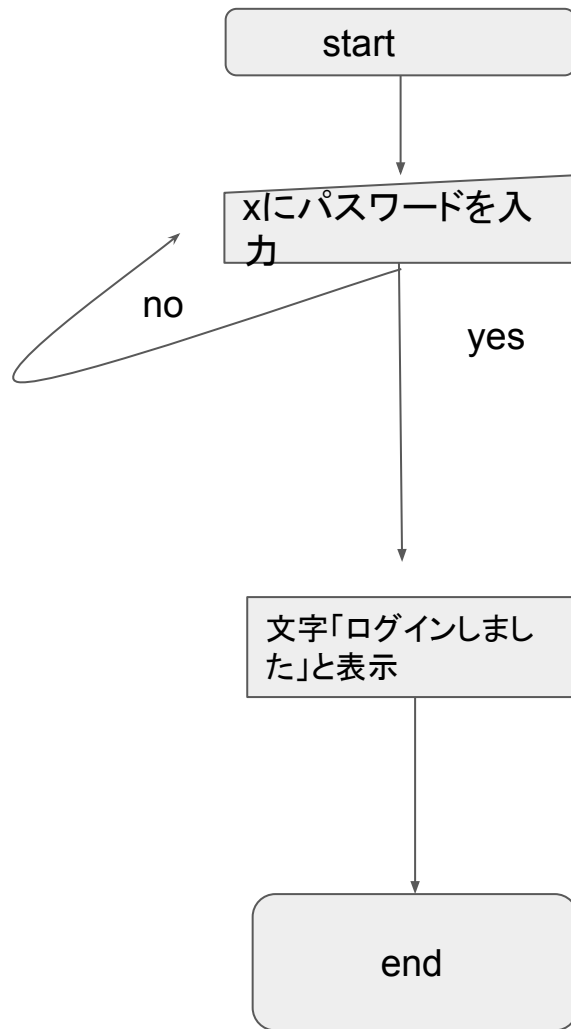 start
xにパスワードを入
力
no
yes
文字「ログインしまし
た」と表示
end